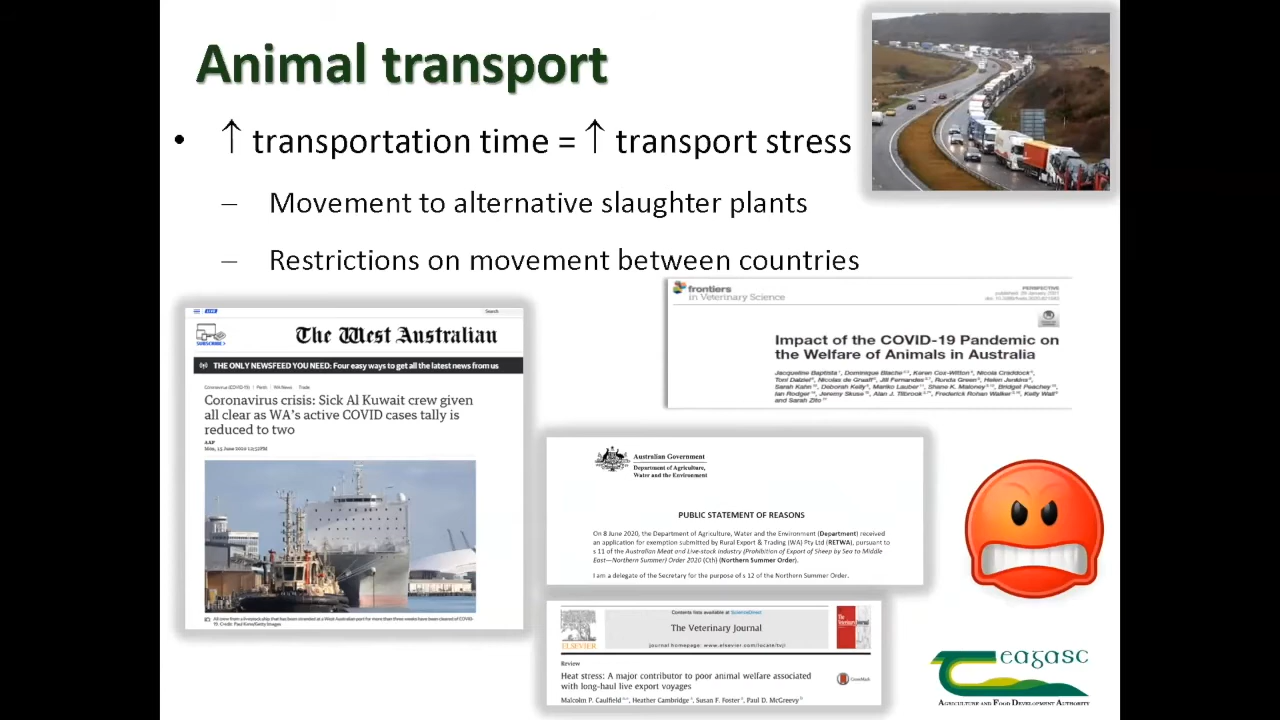 Animal transport
• ↑ transportation time = ↑ transport stress
– Movement to alternative slaughter plants
– Restrictions on movement between countries
LIVE
Search
SUBSCRIBE >
The West Australian
THE ONLY NEWSFEED YOU NEED: Four easy ways to get all the latest news from us
Coronavirus (COVID-19) | Perth | WA News Trade
Coronavirus crisis: Sick Al Kuwait crew given
all clear as WA's active COVID cases tally is
reduced to two
AAP
Mon, 15 June 2020 12:52PM
frontiers
in Veterinary Science
PERSPECTIVE
Impact of the COVID-19 Pandemic on
the Welfare of Animals in Australia
Australian Government
Department of Agriculture,
Water and the Environment
PUBLIC STATEMENT OF REASONS
On 8 June 2020, the Department of Agriculture, Water and the Environment (Department) received
an application for exemption submitted by Rural Export & Trading (WA) Pty Ltd (RETWA), pursuant to
s 11 of the Australian Meat and Live-stock Industry (Prohibition of Export of Sheep by Sea to Middle
East—Northern Summer) Order 2020 (Cth) (Northern Summer Order).
I am a delegate of the Secretary for the purpose of s 12 of the Northern Summer Order.
Contents lists available at ScienceDirect
The Veterinary Journal
journal homepage: www.elsevier.com/locate/tvjl
ELSEVIER
Review
Heat stress: A major contributor to poor animal welfare associated
with long-haul live export voyages
CrossMark
Malcolm P. Caulfield, Heather Cambridge, Susan F. Foster, Paul D. McGreevy
eagasc
AGRICULTURE AND FOOD DEVELOPMENT AUTHORITY